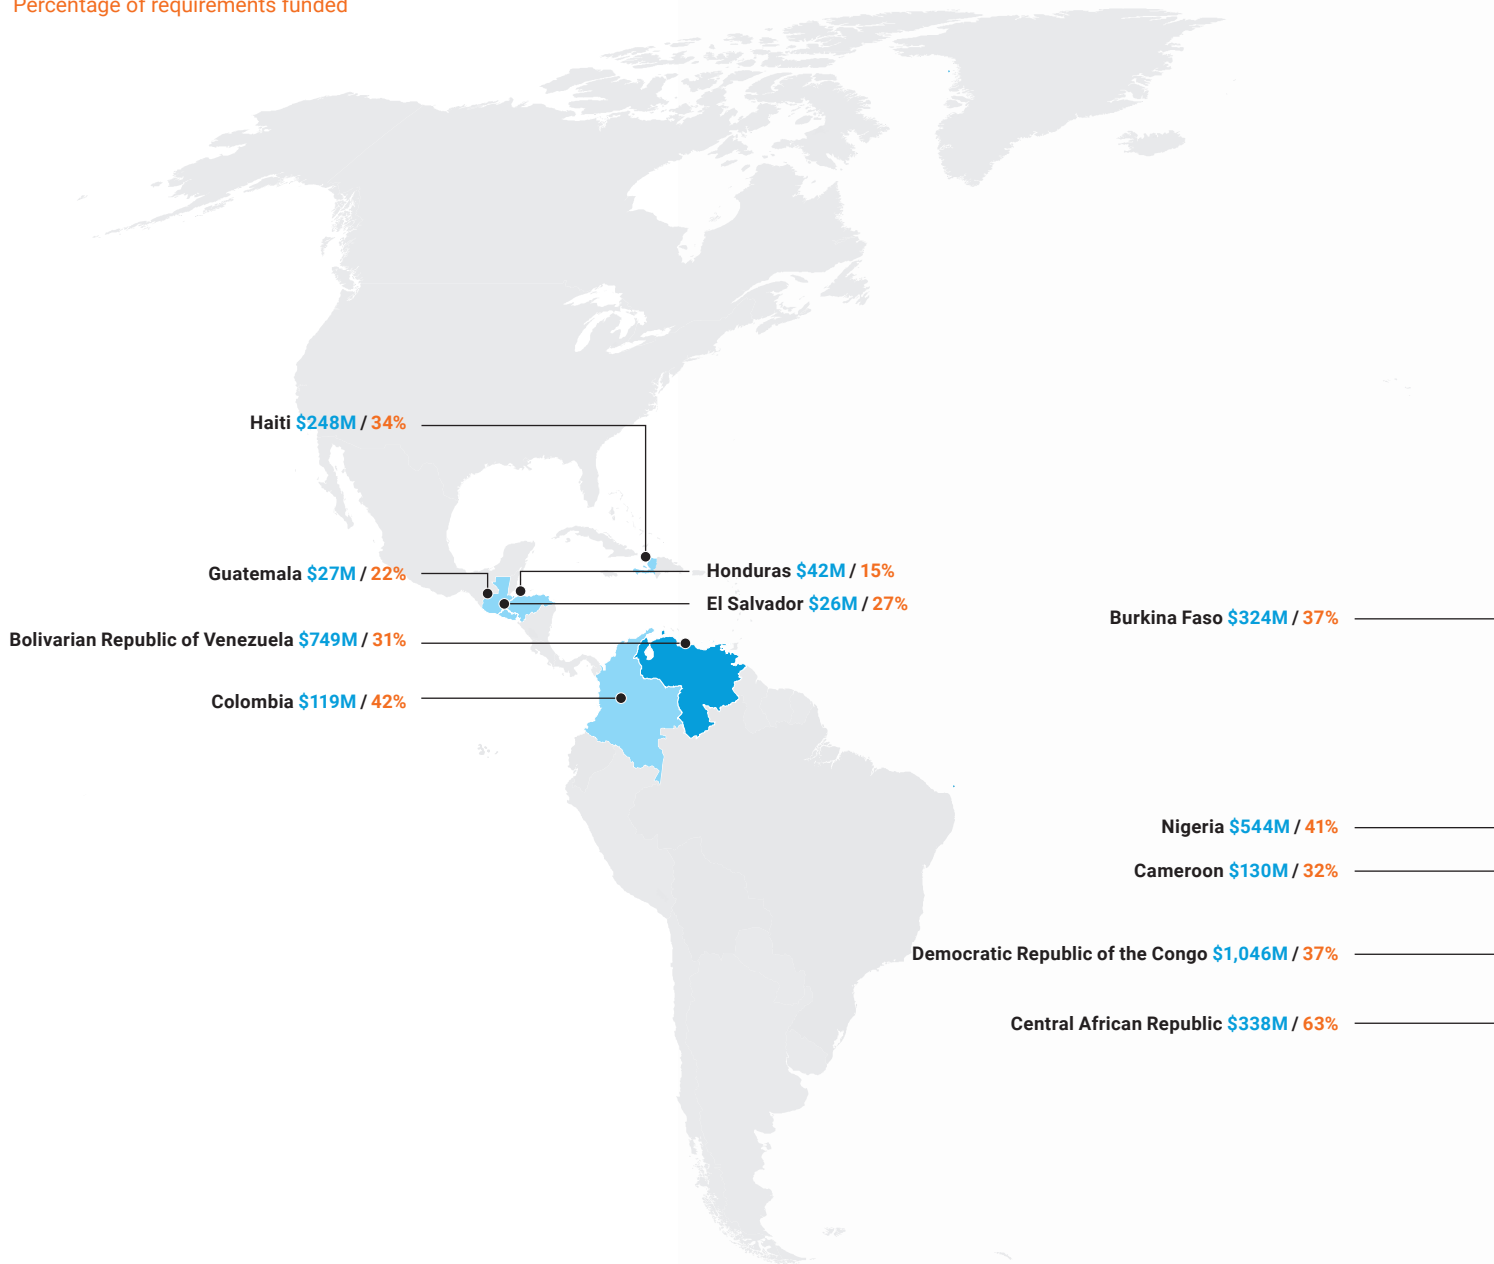 Percentage of requirements funded
Haiti $248M / 34%
Guatemala $27M / 22%
Honduras $42M / 15%
El Salvador $26M / 27%
Burkina Faso $324M / 37%
Bolivarian Republic of Venezuela $749M / 31%
Colombia $119M / 42%
Nigeria $544M / 41%
Cameroon $130M / 32%
Democratic Republic of the Congo $1,046M / 37%
Central African Republic $338M / 63%